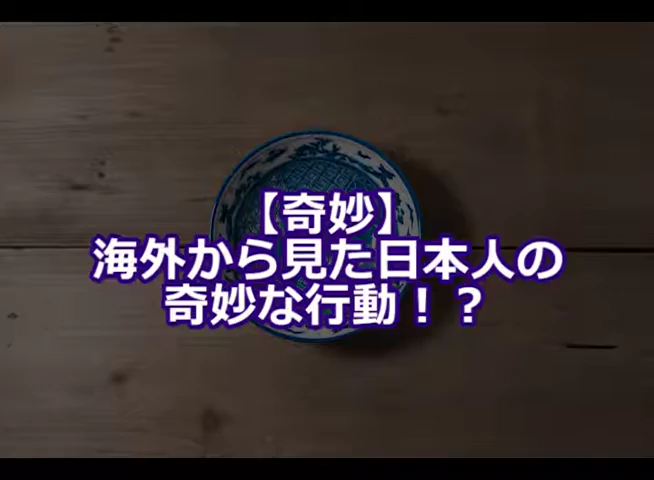 【奇妙】
海外から見た日本人の
奇妙な行動！？